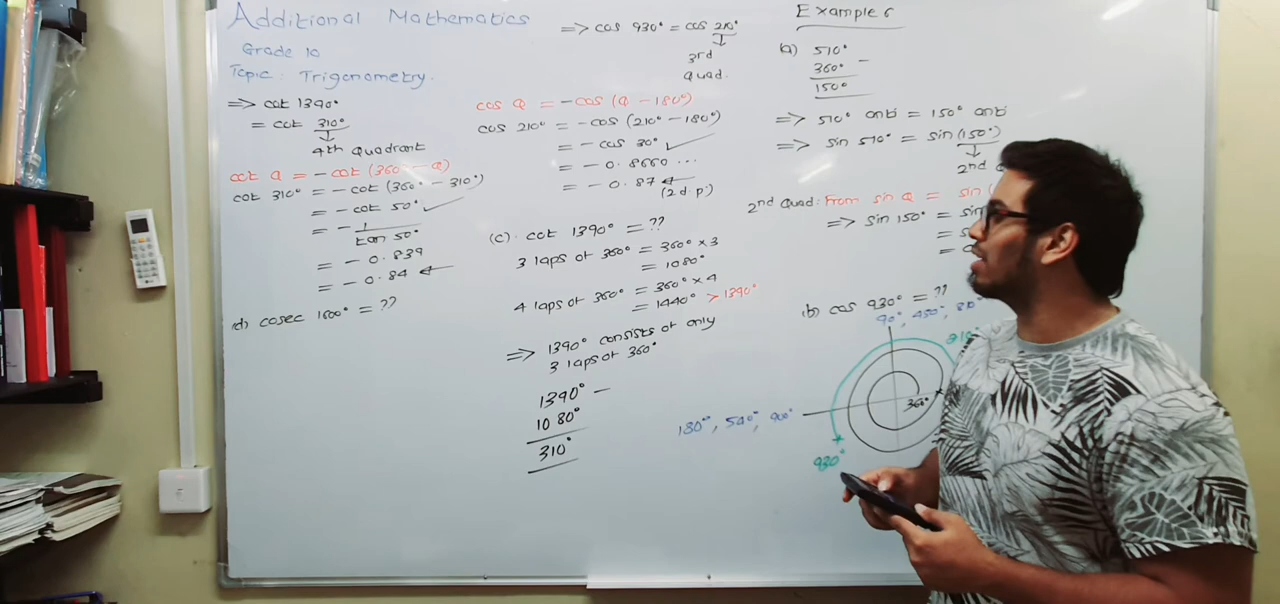 Additional Mathematics
Grade 10
Topic: Trigonometry.
Example 6
(a) 510° -
360°
150°
=> 510° anti = 150° anti
=> sin 510° = sin (150°)
2nd
2nd Quad: From sin Q = sin (
=> sin 150° = sin
=
=
(b) cos 930° = ??
90°, 450°, 810°
810°
360°
180°, 540°, 900°
930°
=> cos 930° = cos 210°
3rd
quad.
cos Q = -cos (Q - 180°)
cos 210° = -cos (210° - 180°)
= -cos 30°
= -0.8660 ...
= -0.87
(2 d p)
(c) cot 1390° = ??
3 laps of 360° = 360° x 3
= 1080°
4 laps of 360° = 360° x 4
= 1440° > 1390°
=> 1390° consists of only
3 laps of 360°
1390° -
1080°
310°
=> cot 1390°
= cot 310°
4th Quadrant
cot Q = -cot (360° - Q)
cot 310° = -cot (360° - 310°)
= -cot 50°
= - 1
tan 50°
= -0.839
= -0.84
(d) cosec 1600° = ??